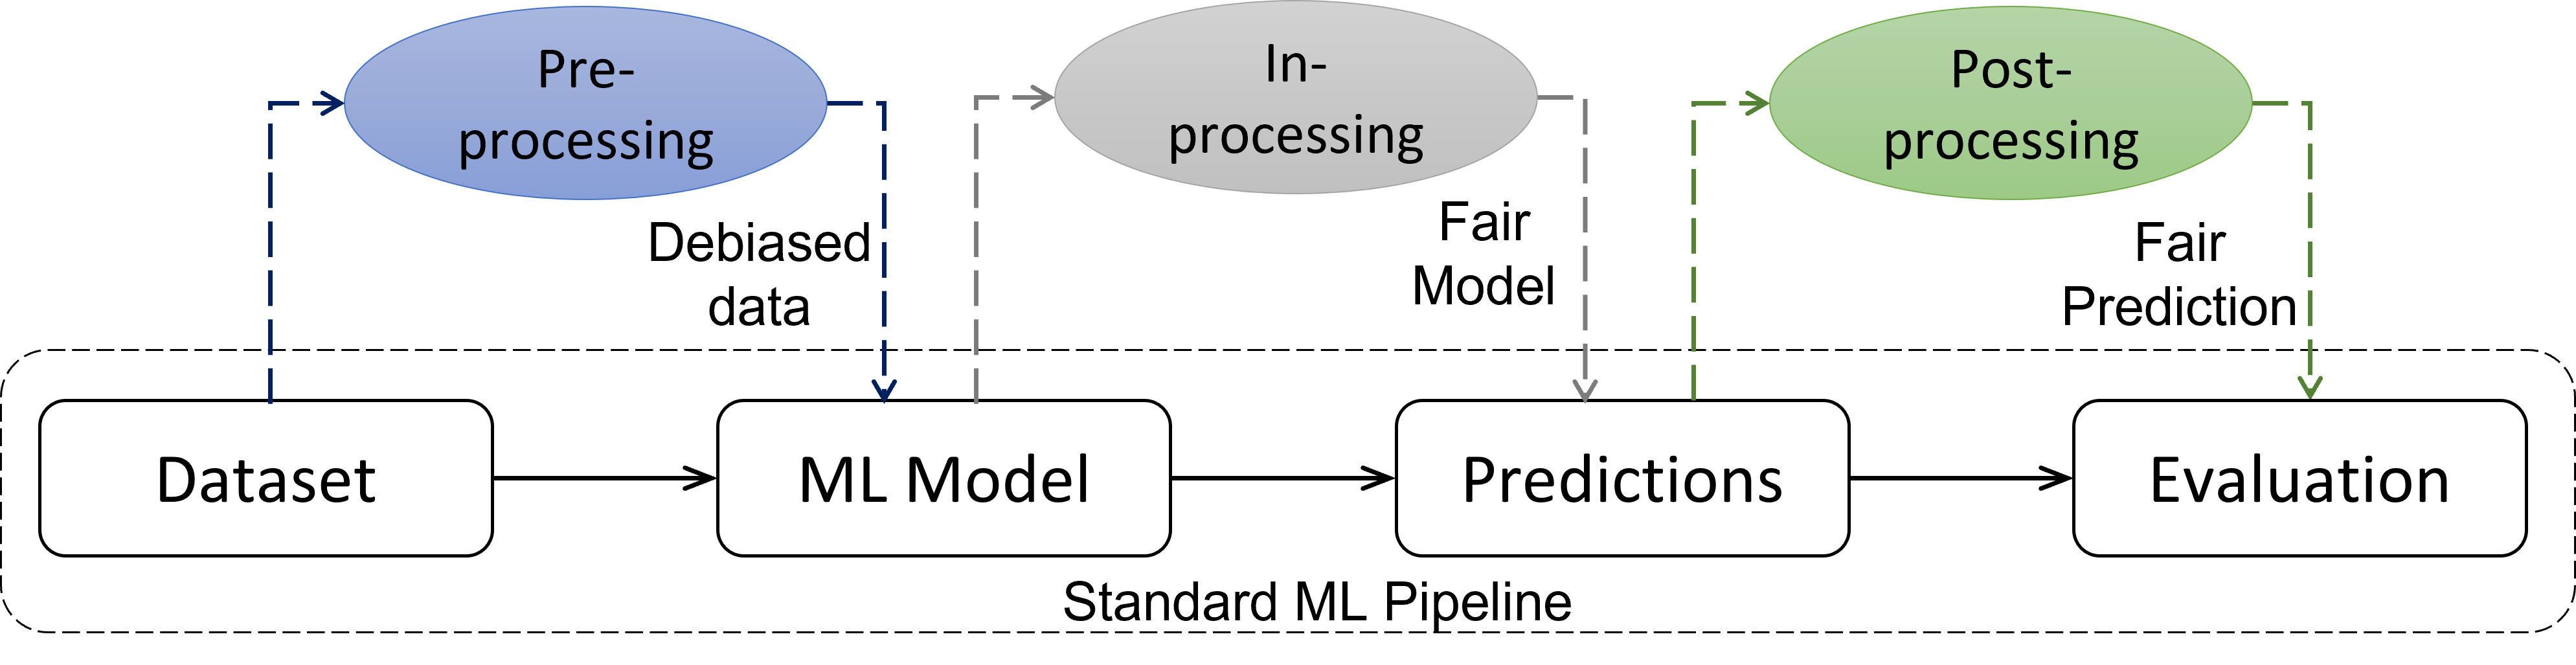 Pre-
processing
In-
processing
Post-
processing
Debiased
data
Fair
Model
Fair
Prediction
Dataset
ML Model
Predictions
Evaluation
Standard ML Pipeline